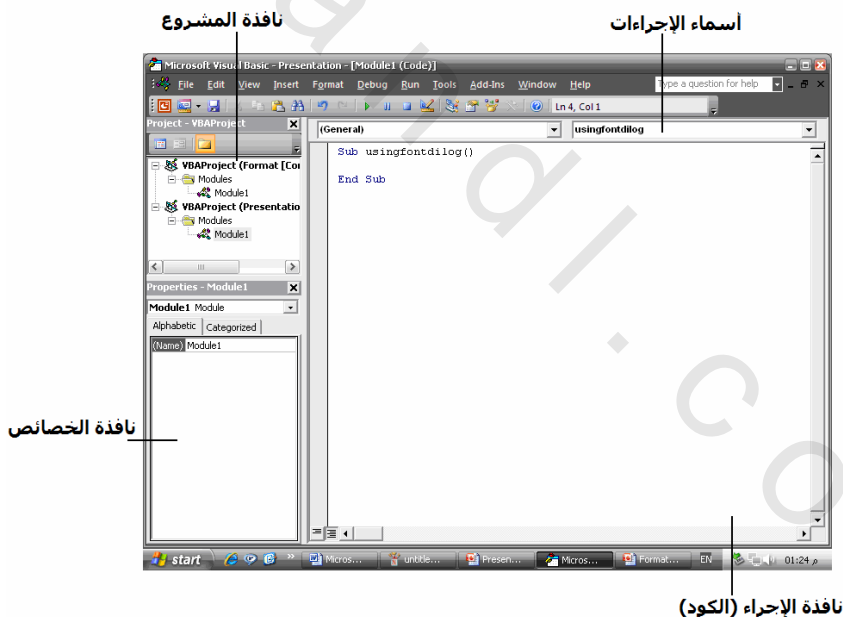 نافذة المشروع
أسماء الإجراءات
Microsoft Visual Basic - Presentation - [Module1 (Code)]
File Edit View Insert Format Debug Run Tools Add-Ins Window Help Type a question for help
Ln 4, Col 1
Project - VBAProject
(General) usingfontdilog
VBAProject (Format [Co
Modules
Module1
VBAProject (Presentatio
Modules
Module1
Sub usingfontdilog()
End Sub
Properties - Module1
Module1 Module
Alphabetic Categorized
(Name) Module1
نافذة الخصائص
start Micros... untitle... Presen... Micros... Format... EN 01:24 م
نافذة الإجراء (الكود)